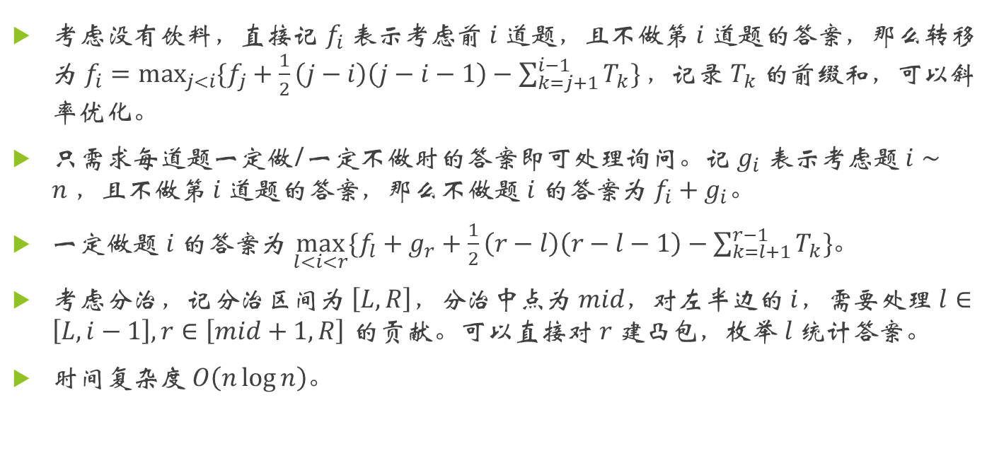 考虑没有饮料，直接记 f_i 表示考虑前 i 道题，且不做第 i 道题的答案，那么转移
为 f_i = max_{j<i}{f_j + \frac{1}{2}(j − i)(j − i − 1) − ∑_{k=j+1}^{i−1} T_k}，记录 T_k 的前缀和，可以斜
率优化。
只需求每道题一定做/一定不做时的答案即可处理询问。记 g_i 表示考虑题 i ~
n，且不做第 i 道题的答案，那么不做题 i 的答案为 f_i + g_i。
一定做题 i 的答案为 max_{l<i<r}{f_l + g_r + \frac{1}{2}(r − l)(r − l − 1) − ∑_{k=l+1}^{r−1} T_k}。
考虑分治，记分治区间为 [L, R]，分治中点为 mid，对左半边的 i，需要处理 l ∈
[L, i − 1], r ∈ [mid + 1, R] 的贡献。可以直接对 r 建凸包，枚举 l 统计答案。
时间复杂度 O(n log n)。